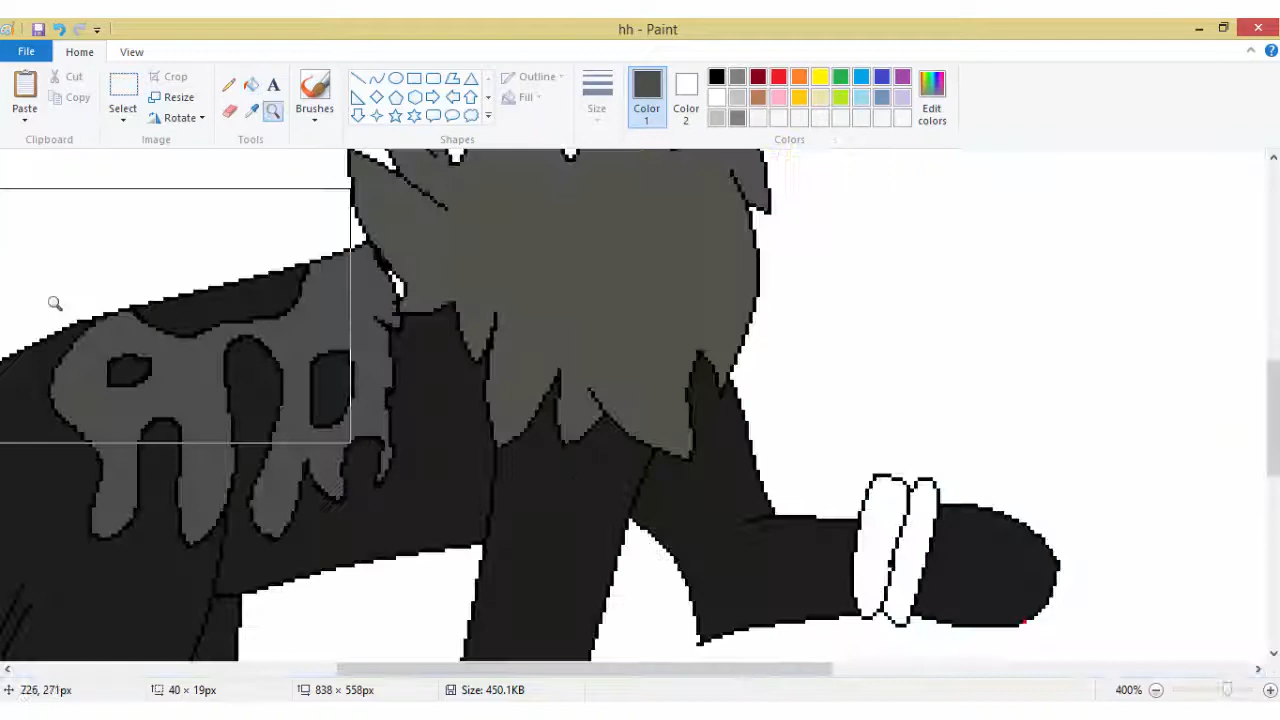 hh - Paint
File Home View
Paste
Cut
Copy
Clipboard
Select
Crop
Resize
Rotate
Image
A
Tools
Brushes
Outline
Fill
Shapes
Size
Color 1
Color 2
Edit colors
Colors
226, 271px
40 × 19px
838 × 558px
Size: 450.1KB
400%